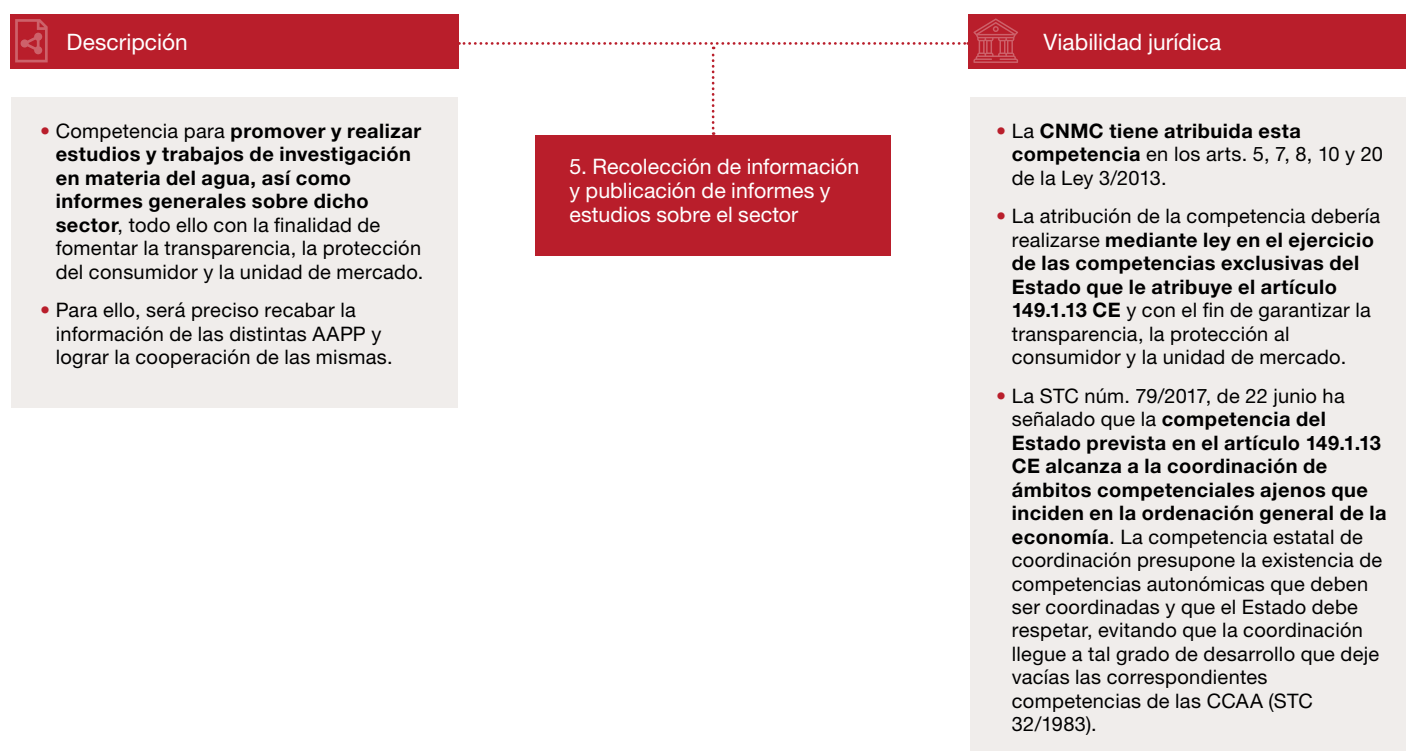 Descripción
• Competencia para promover y realizar
estudios y trabajos de investigación
en materia del agua, así como
informes generales sobre dicho
sector, todo ello con la finalidad de
fomentar la transparencia, la protección
del consumidor y la unidad de mercado.
• Para ello, será preciso recabar la
información de las distintas AAPP y
lograr la cooperación de las mismas.
5. Recolección de información
y publicación de informes y
estudios sobre el sector
Viabilidad jurídica
• La CNMC tiene atribuida esta
competencia en los arts. 5, 7, 8, 10 y 20
de la Ley 3/2013.
• La atribución de la competencia debería
realizarse mediante ley en el ejercicio
de las competencias exclusivas del
Estado que le atribuye el artículo
149.1.13 CE y con el fin de garantizar la
transparencia, la protección al
consumidor y la unidad de mercado.
• La STC núm. 79/2017, de 22 junio ha
señalado que la competencia del
Estado prevista en el artículo 149.1.13
CE alcanza a la coordinación de
ámbitos competenciales ajenos que
inciden en la ordenación general de la
economía. La competencia estatal de
coordinación presupone la existencia de
competencias autonómicas que deben
ser coordinadas y que el Estado debe
respetar, evitando que la coordinación
llegue a tal grado de desarrollo que deje
vacías las correspondientes
competencias de las CCAA (STC
32/1983).